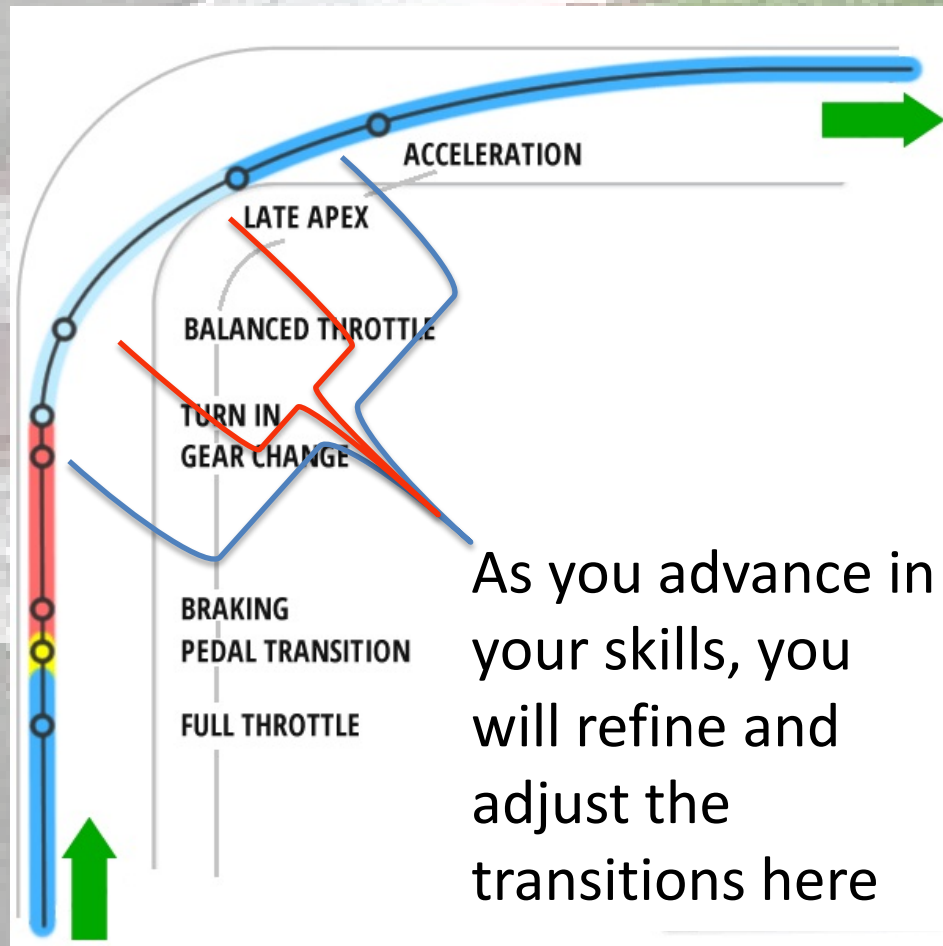 ACCELERATION
LATE APEX
BALANCED THROTTLE
TURN IN
GEAR CHANGE
BRAKING
PEDAL TRANSITION
FULL THROTTLE
As you advance in
your skills, you
will refine and
adjust the
transitions here